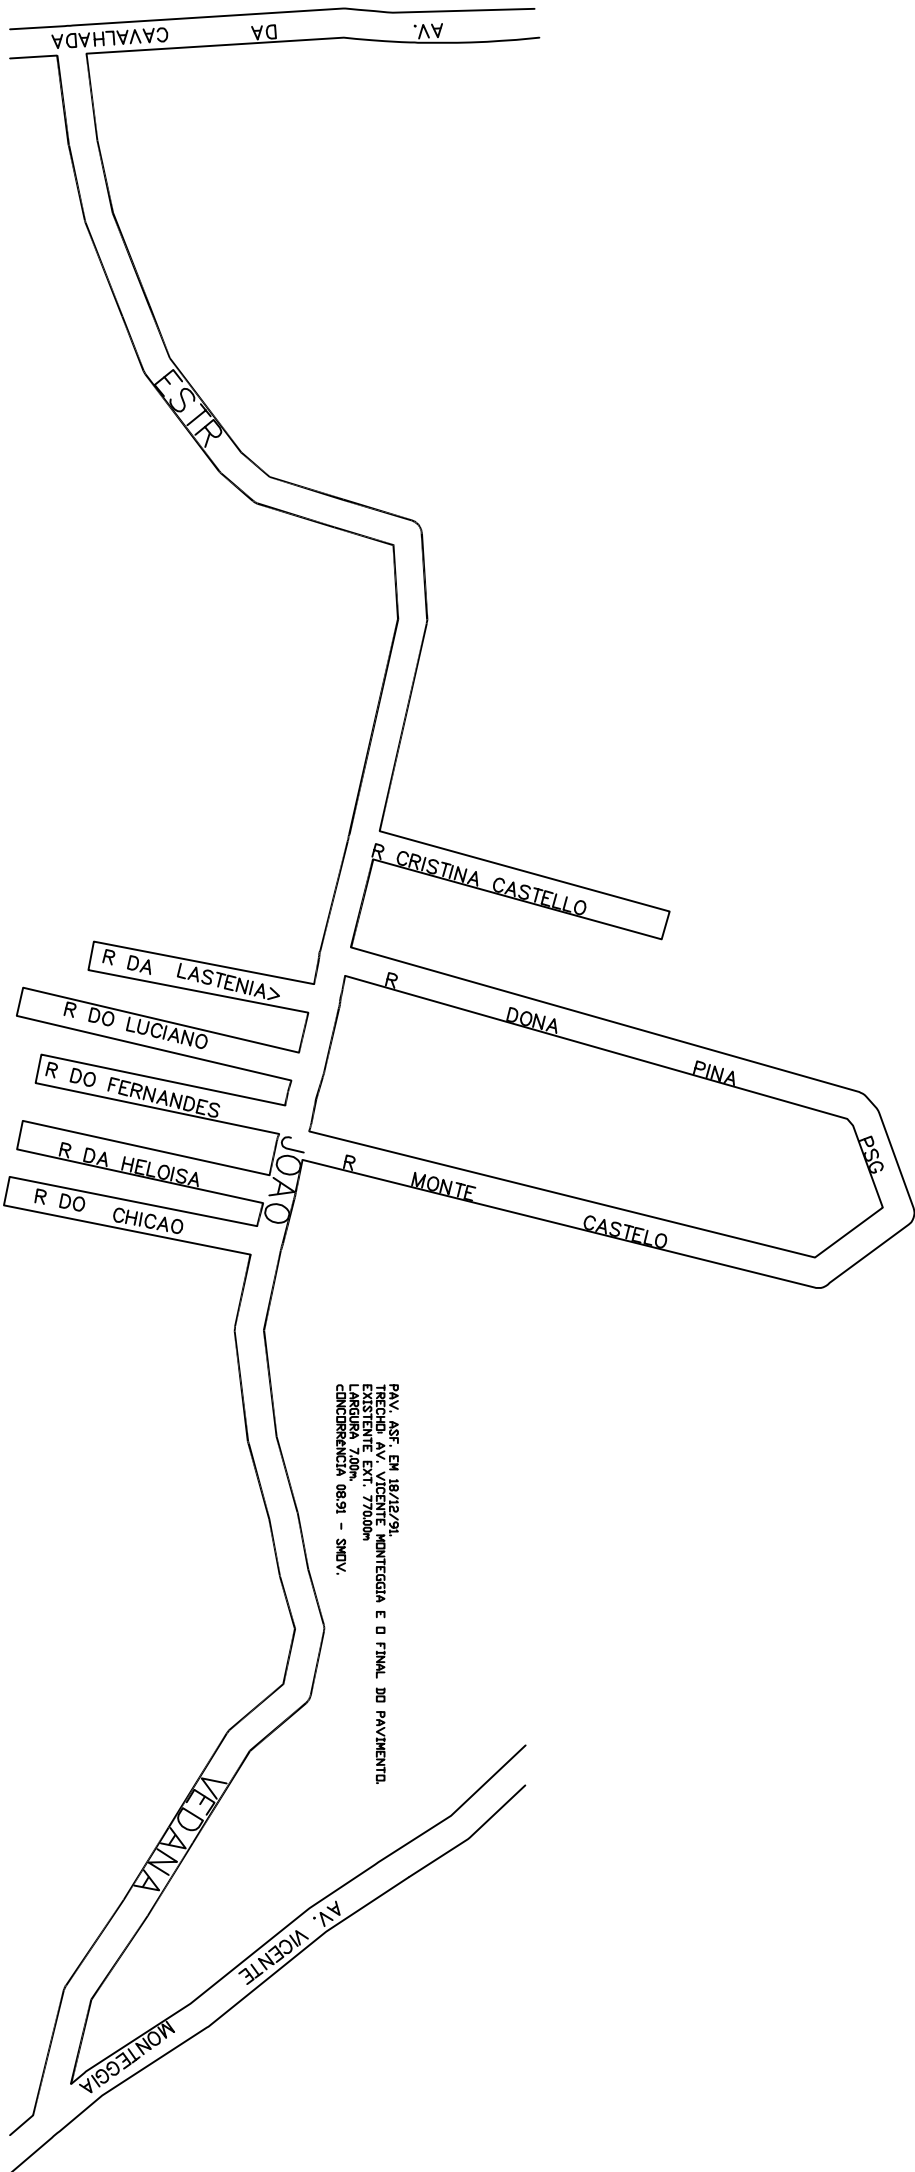 AV. DA CAVALHADA
ESTR JOAO VEDANA
R CRISTINA CASTELLO
R DA LASTENIA>
R DONA PINA
R DO LUCIANO
R DO FERNANDES
PSG
R DA HELOISA
R MONTE CASTELO
R DO CHICAO
PAV. ASF. EM 18/12/91.
TRECHO: AV. VICENTE MONTEGGIA E O FINAL DO PAVIMENTO.
EXISTENTE EXT. 770.00m
LARGURA 7.00m.
CONCORRÊNCIA 08.91 - SMOV.
AV. VICENTE MONTEGGIA